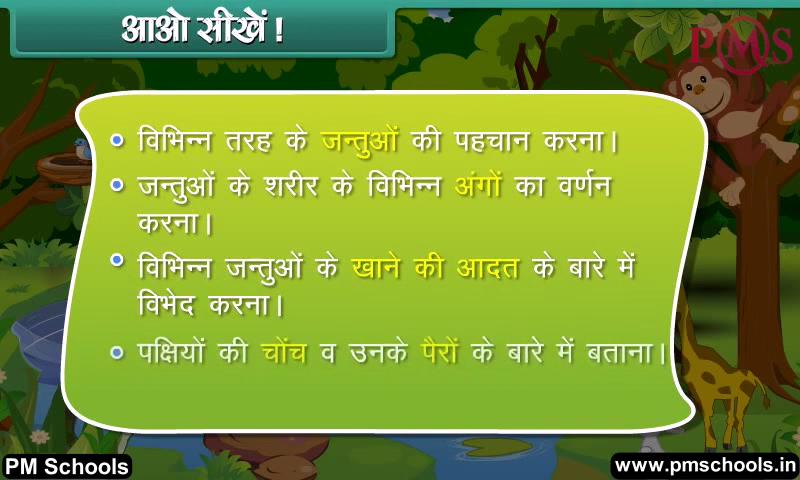 आओ सीखें!
PMS
विभिन्न तरह के जन्तुओं की पहचान करना।
जन्तुओं के शरीर के विभिन्न अंगों का वर्णन
करना।
विभिन्न जन्तुओं के खाने की आदत के बारे में
विभेद करना।
पक्षियों की चोंच व उनके पैरों के बारे में बताना।
PM Schools
www.pmschools.in